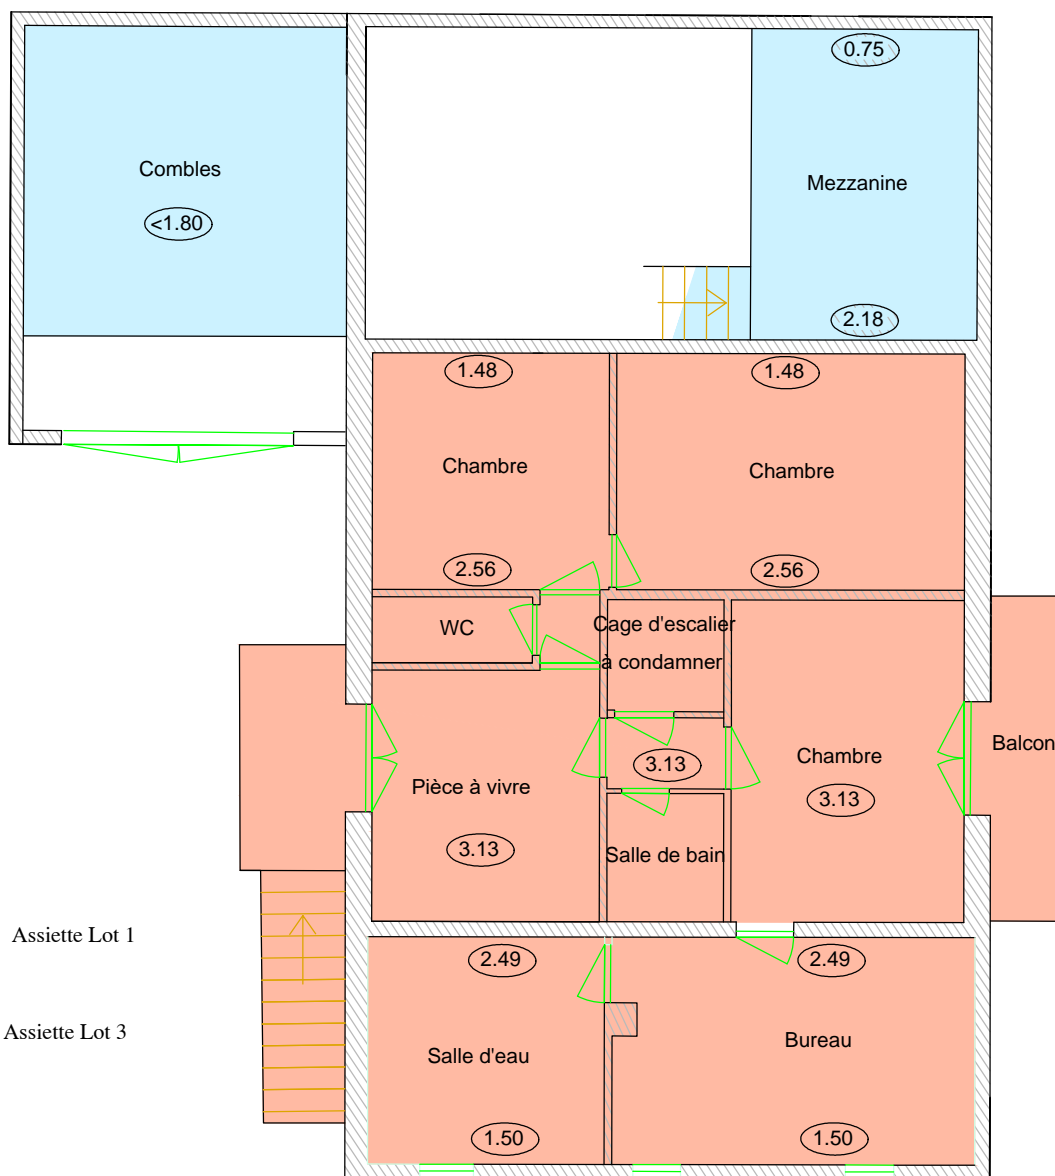 0.75
Combles
Mezzanine
<1.80
2.18
1.48
1.48
Chambre
Chambre
2.56
2.56
WC
Cage d'escalier
à condamner
Balcon
Chambre
3.13
Pièce à vivre
3.13
3.13
Salle de bain
Assiette Lot 1
2.49
2.49
Assiette Lot 3
Bureau
Salle d'eau
1.50
1.50